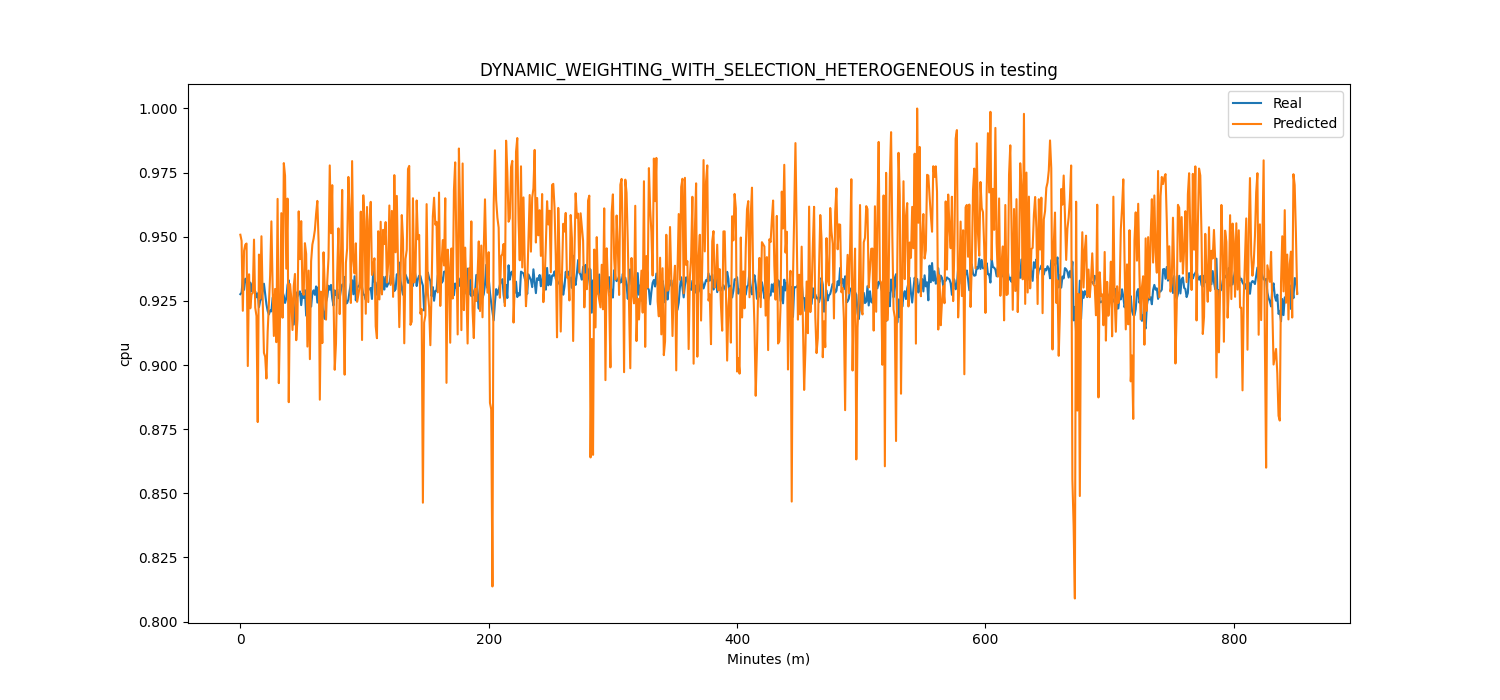 DYNAMIC_WEIGHTING_WITH_SELECTION_HETEROGENEOUS in testing
Real
Predicted
1.000
0.975
0.950
0.925
0.900
0.875
0.850
0.825
0.800
cpu
0
200
400
600
800
Minutes (m)